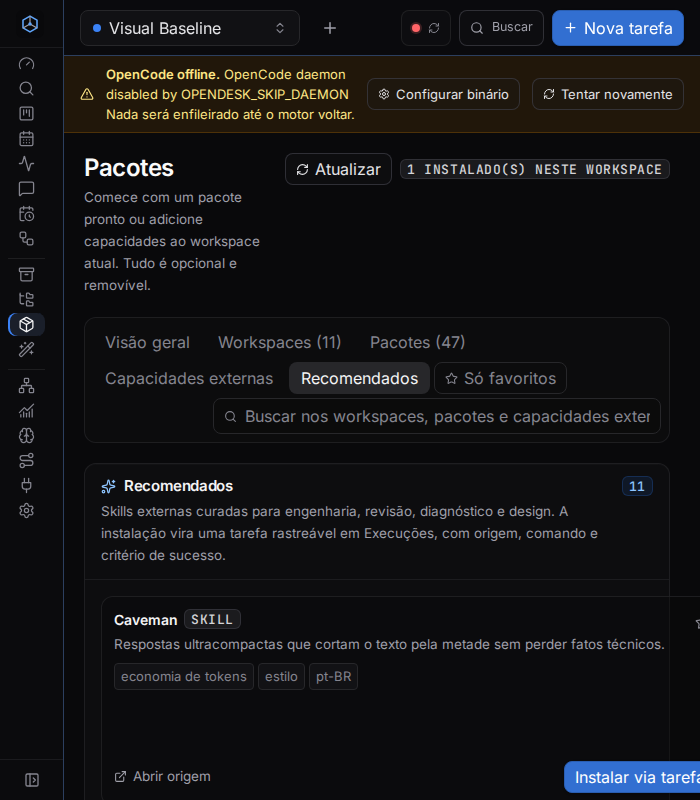 Visual Baseline
Buscar
Nova tarefa
OpenCode offline. OpenCode daemon
disabled by OPENDESK_SKIP_DAEMON
Nada será enfileirado até o motor voltar.
Configurar binário
Tentar novamente
Pacotes
Atualizar
1 INSTALADO(S) NESTE WORKSPACE
Comece com um pacote
pronto ou adicione
capacidades ao workspace
atual. Tudo é opcional e
removível.
Visão geral
Workspaces (11)
Pacotes (47)
Capacidades externas
Recomendados
Só favoritos
Buscar nos workspaces, pacotes e capacidades exter
Recomendados
11
Skills externas curadas para engenharia, revisão, diagnóstico e design. A
instalação vira uma tarefa rastreável em Execuções, com origem, comando e
critério de sucesso.
Caveman SKILL
Respostas ultracompactas que cortam o texto pela metade sem perder fatos técnicos.
economia de tokens
estilo
pt-BR
Abrir origem
Instalar via tarefa